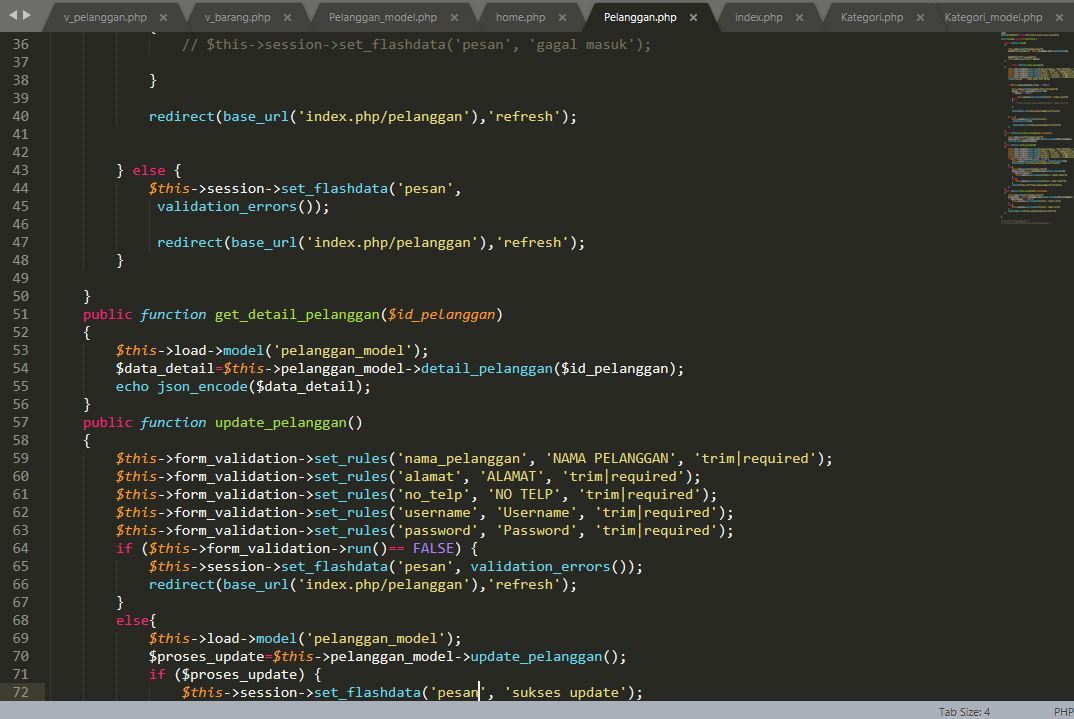 v_pelanggan.php × v_barang.php × Pelanggan_model.php × home.php × Pelanggan.php × index.php × Kategori.php × Kategori_model.php ×
36 // $this->session->set_flashdata('pesan', 'gagal masuk');
37
38 }
39
40 redirect(base_url('index.php/pelanggan'),'refresh');
41
42
43 } else {
44 $this->session->set_flashdata('pesan',
45 validation_errors());
46
47 redirect(base_url('index.php/pelanggan'),'refresh');
48 }
49
50 }
51 public function get_detail_pelanggan($id_pelanggan)
52 {
53 $this->load->model('pelanggan_model');
54 $data_detail=$this->pelanggan_model->detail_pelanggan($id_pelanggan);
55 echo json_encode($data_detail);
56 }
57 public function update_pelanggan()
58 {
59 $this->form_validation->set_rules('nama_pelanggan', 'NAMA PELANGGAN', 'trim|required');
60 $this->form_validation->set_rules('alamat', 'ALAMAT', 'trim|required');
61 $this->form_validation->set_rules('no_telp', 'NO TELP', 'trim|required');
62 $this->form_validation->set_rules('username', 'Username', 'trim|required');
63 $this->form_validation->set_rules('password', 'Password', 'trim|required');
64 if ($this->form_validation->run()== FALSE) {
65 $this->session->set_flashdata('pesan', validation_errors());
66 redirect(base_url('index.php/pelanggan'),'refresh');
67 }
68 else{
69 $this->load->model('pelanggan_model');
70 $proses_update=$this->pelanggan_model->update_pelanggan();
71 if ($proses_update) {
72 $this->session->set_flashdata('pesan', 'sukses update');
Tab Size: 4 PHP